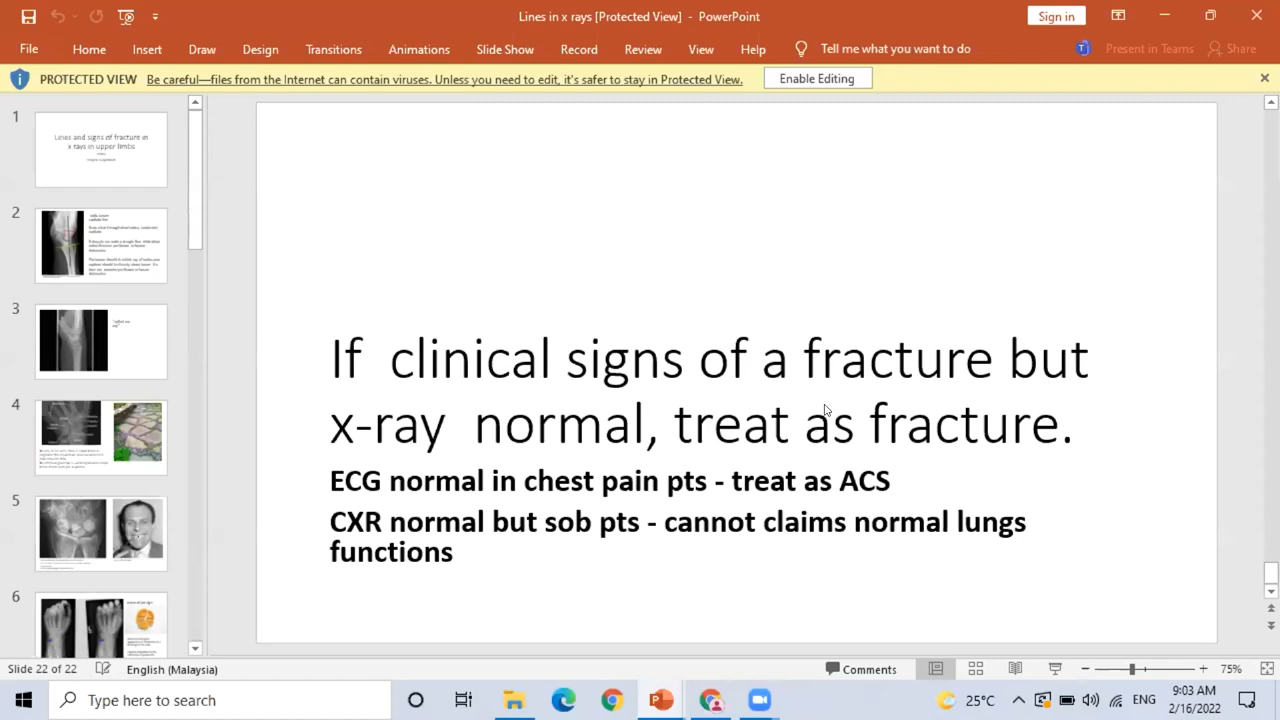 Lines in x rays [Protected View] - PowerPoint
Sign in
File Home Insert Draw Design Transitions Animations Slide Show Record Review View Help Tell me what you want to do Present in Teams Share
PROTECTED VIEW Be careful—files from the Internet can contain viruses. Unless you need to edit, it's safer to stay in Protected View. Enable Editing
1
Lines and signs of fracture in
x rays in upper limbs
2
3
4
5
6
If clinical signs of a fracture but
x-ray normal, treat as fracture.
ECG normal in chest pain pts - treat as ACS
CXR normal but sob pts - cannot claims normal lungs
functions
Slide 22 of 22 English (Malaysia) Comments 75%
Type here to search 25°C ENG 9:03 AM
2/16/2022